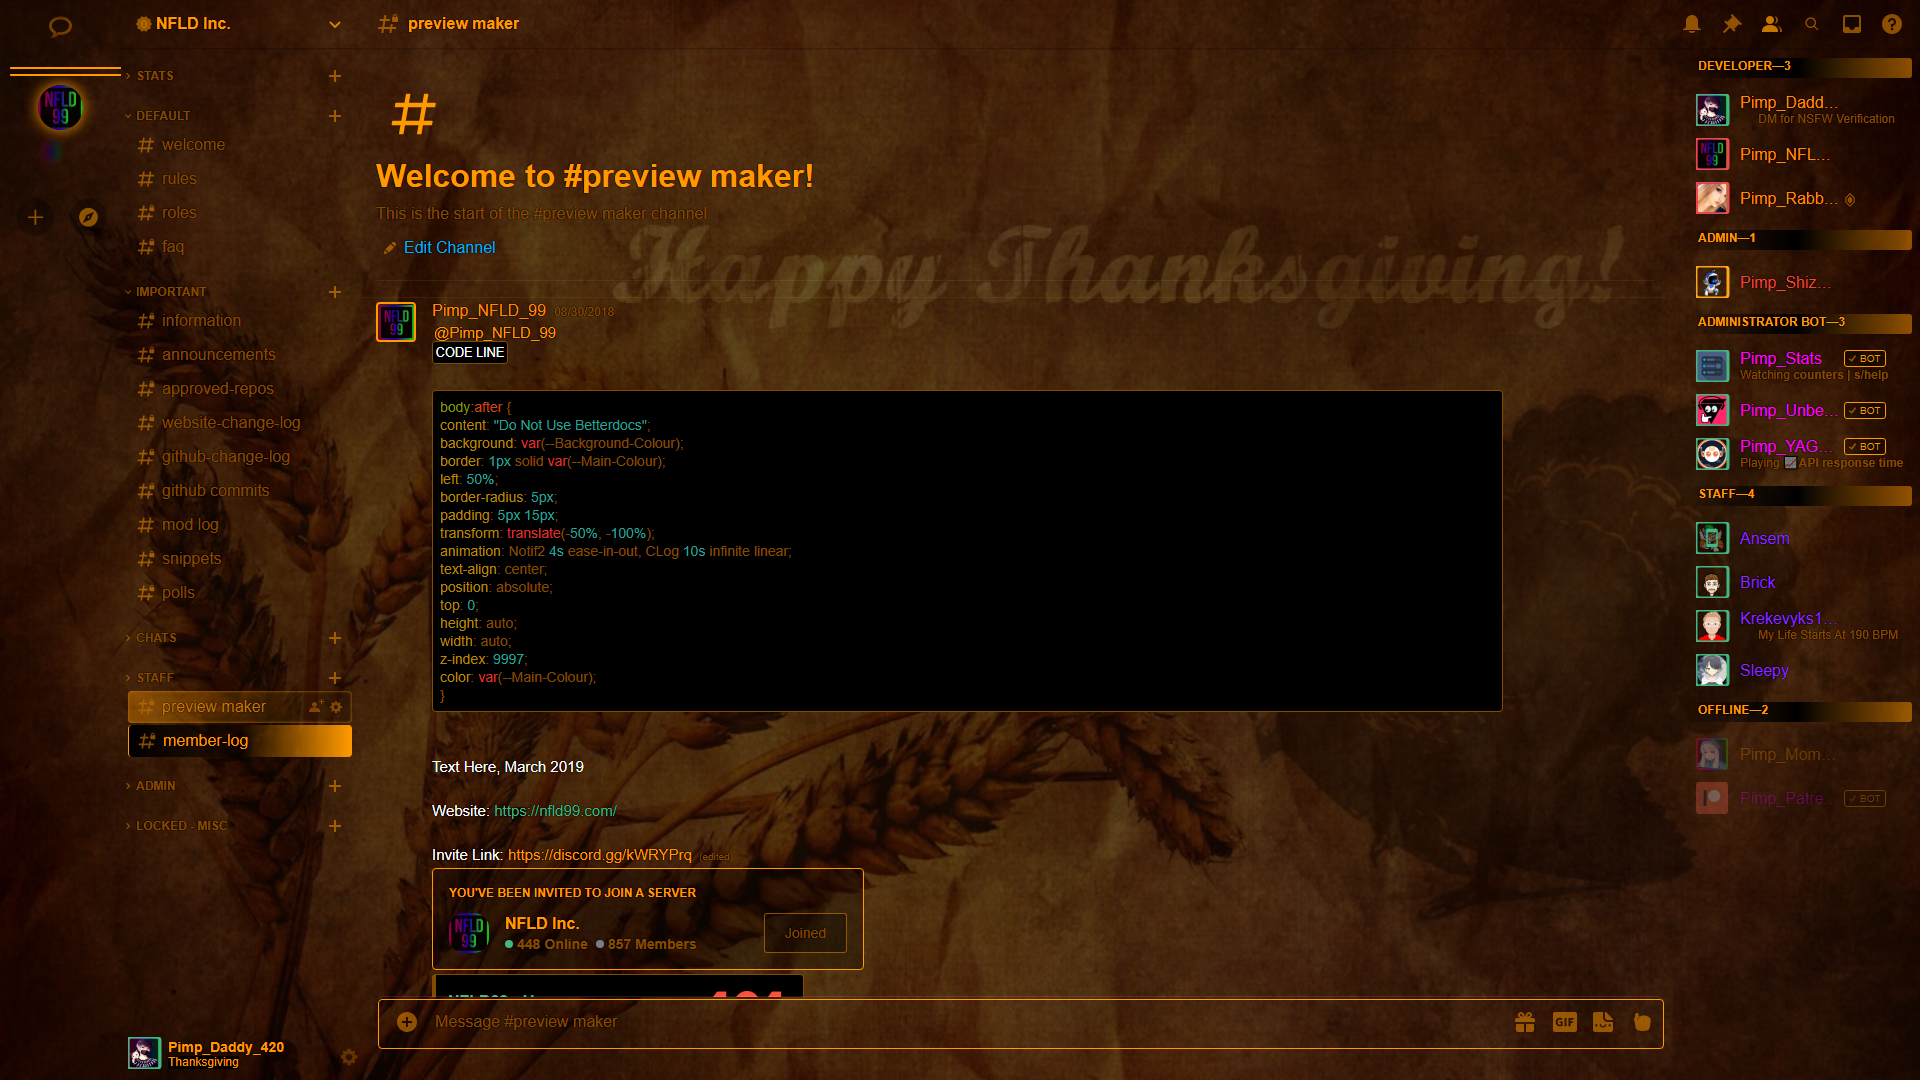 NFLD Inc.
preview maker
STATS
NFLD
99
DEFAULT
welcome
rules
roles
faq
IMPORTANT
information
announcements
approved-repos
website-change-log
github-change-log
github commits
mod log
snippets
polls
CHATS
STAFF
preview maker
member-log
ADMIN
LOCKED - MISC
Pimp_Daddy_420
Thanksgiving
#
Welcome to #preview maker!
This is the start of the #preview maker channel
Edit Channel
Happy Thanksgiving!
NFLD
99
Pimp_NFLD_99 08/30/2018
@Pimp_NFLD_99
CODE LINE
body:after {
content: "Do Not Use Betterdocs";
background: var(--Background-Colour);
border: 1px solid var(--Main-Colour);
left: 50%;
border-radius: 5px;
padding: 5px 15px;
transform: translate(-50%, -100%);
animation: Notif2 4s ease-in-out, CLog 10s infinite linear;
text-align: center;
position: absolute;
top: 0;
height: auto;
width: auto;
z-index: 9997;
color: var(--Main-Colour);
}
Text Here, March 2019
Website: https://nfld99.com/
Invite Link: https://discord.gg/kWRYPrq (edited)
YOU'VE BEEN INVITED TO JOIN A SERVER
NFLD
99
NFLD Inc.
448 Online 857 Members
Joined
Message #preview maker
GIF
DEVELOPER—3
Pimp_Dadd...
DM for NSFW Verification
NFLD
99
Pimp_NFL...
Pimp_Rabb...
ADMIN—1
Pimp_Shiz...
ADMINISTRATOR BOT—3
Pimp_Stats ✓ BOT
Watching counters | s/help
Pimp_Unbe... ✓ BOT
Pimp_YAG... ✓ BOT
Playing API response time
STAFF—4
Ansem
Brick
Krekevyks1...
My Life Starts At 190 BPM
Sleepy
OFFLINE—2
Pimp_Mom...
Pimp_Patre... ✓ BOT